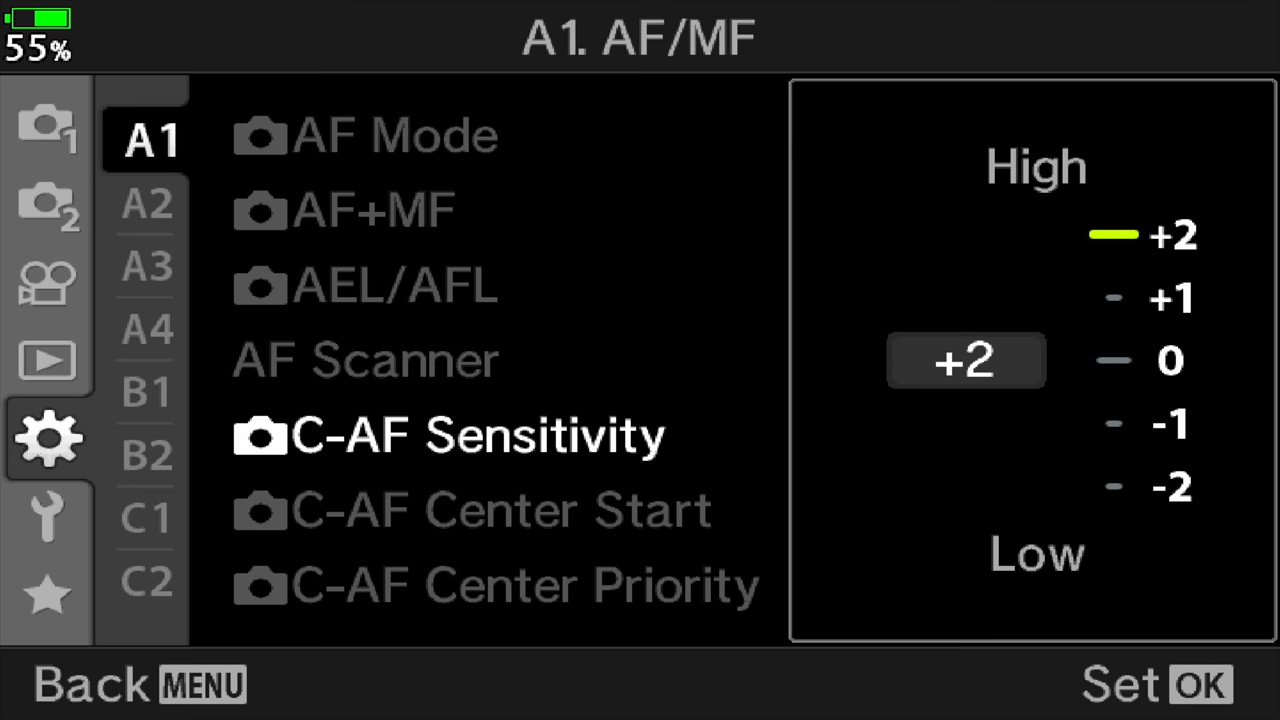 55%
A1. AF/MF
1
2
A1
A2
A3
A4
B1
B2
C1
C2
AF Mode
AF+MF
AEL/AFL
AF Scanner
C-AF Sensitivity
C-AF Center Start
C-AF Center Priority
High
+2
+1
0
-1
-2
+2
Low
Back MENU
Set OK